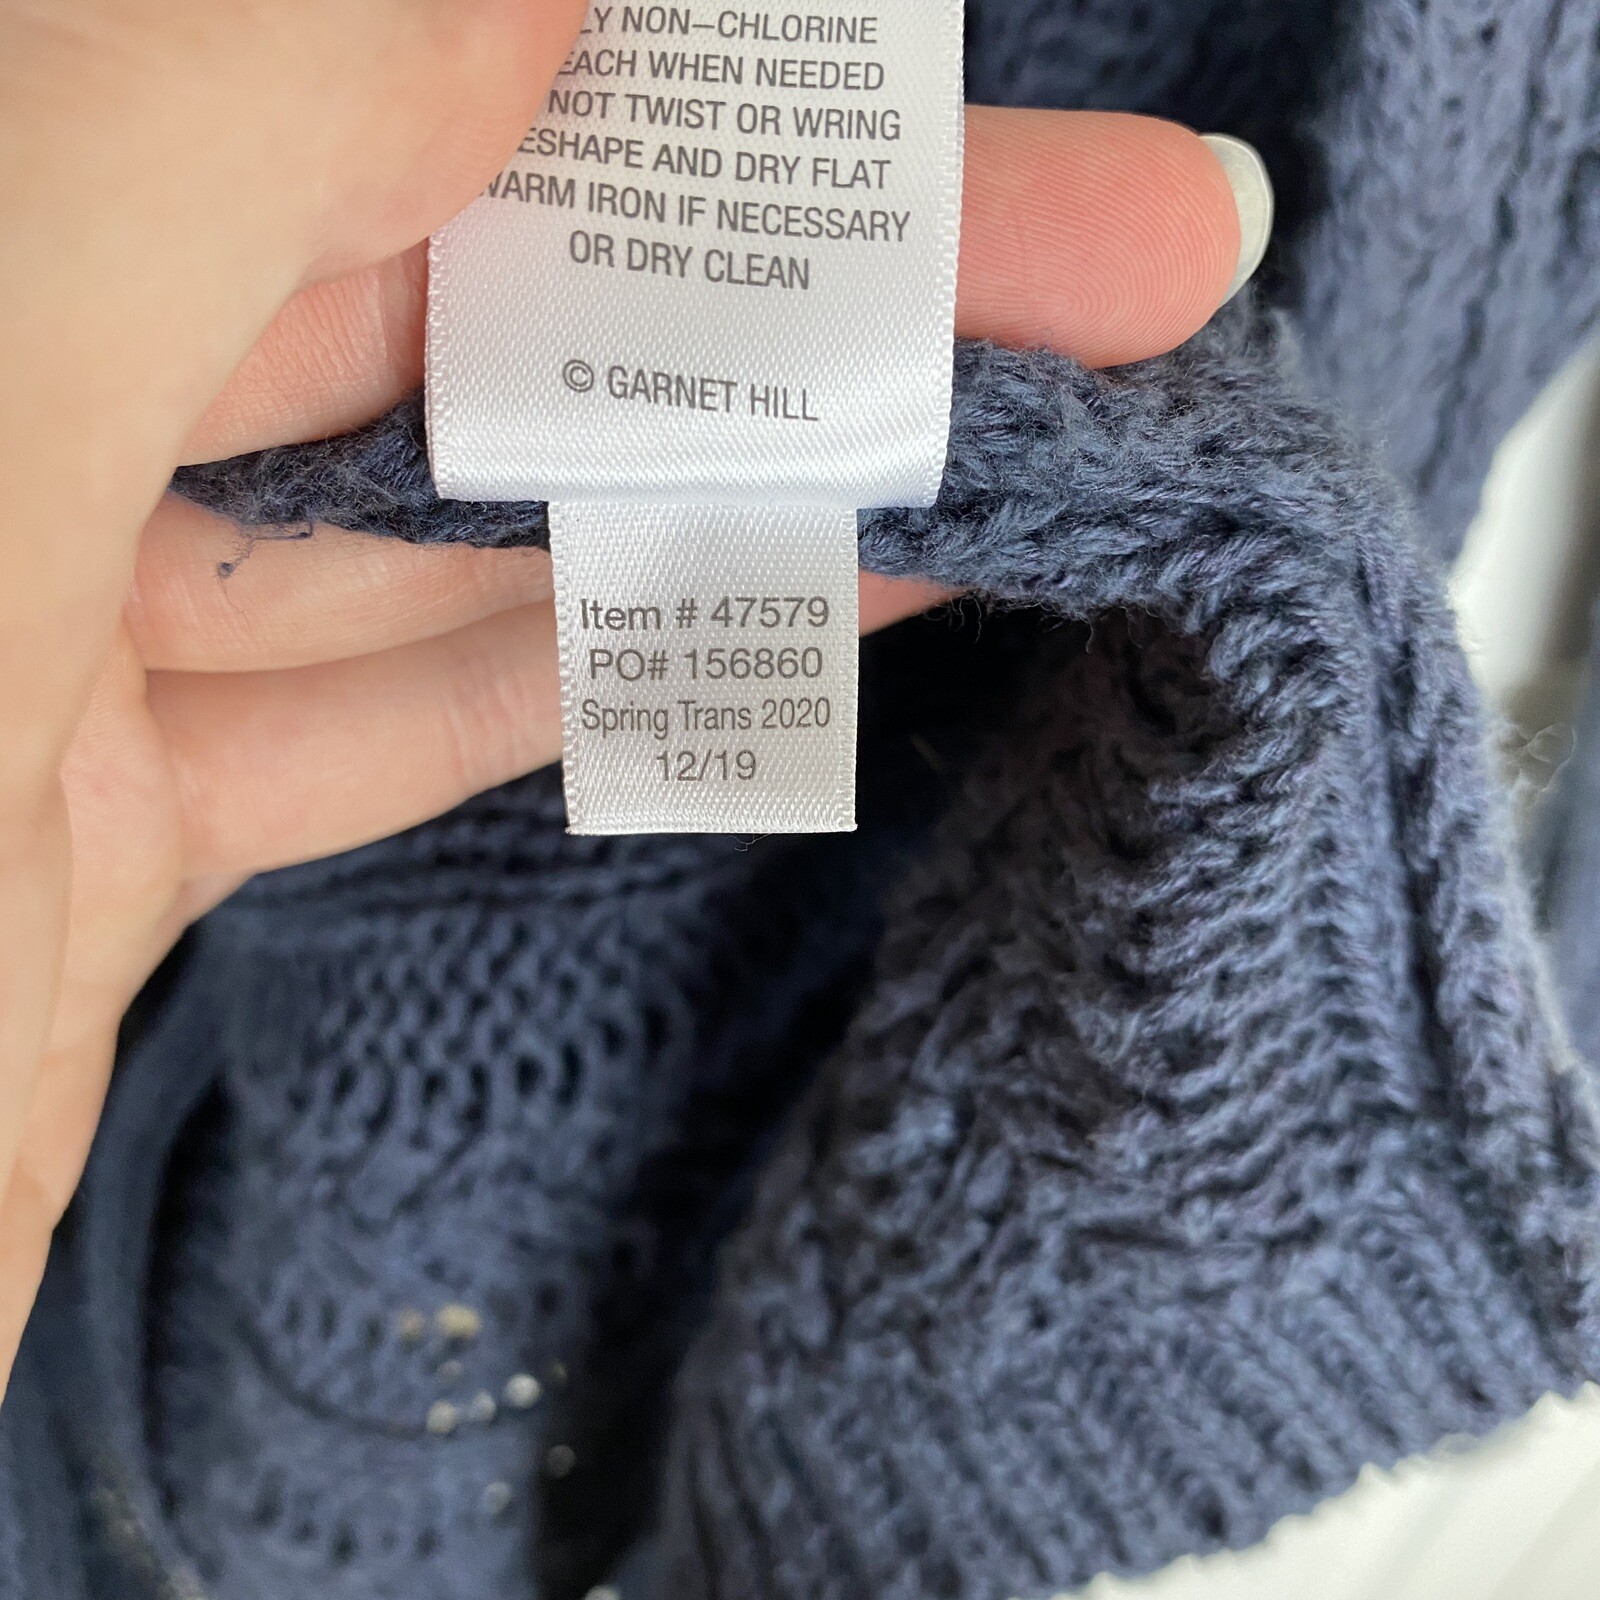 LY NON–CHLORINE
EACH WHEN NEEDED
NOT TWIST OR WRING
ESHAPE AND DRY FLAT
WARM IRON IF NECESSARY
OR DRY CLEAN
© GARNET HILL
Item # 47579
PO# 156860
Spring Trans 2020
12/19